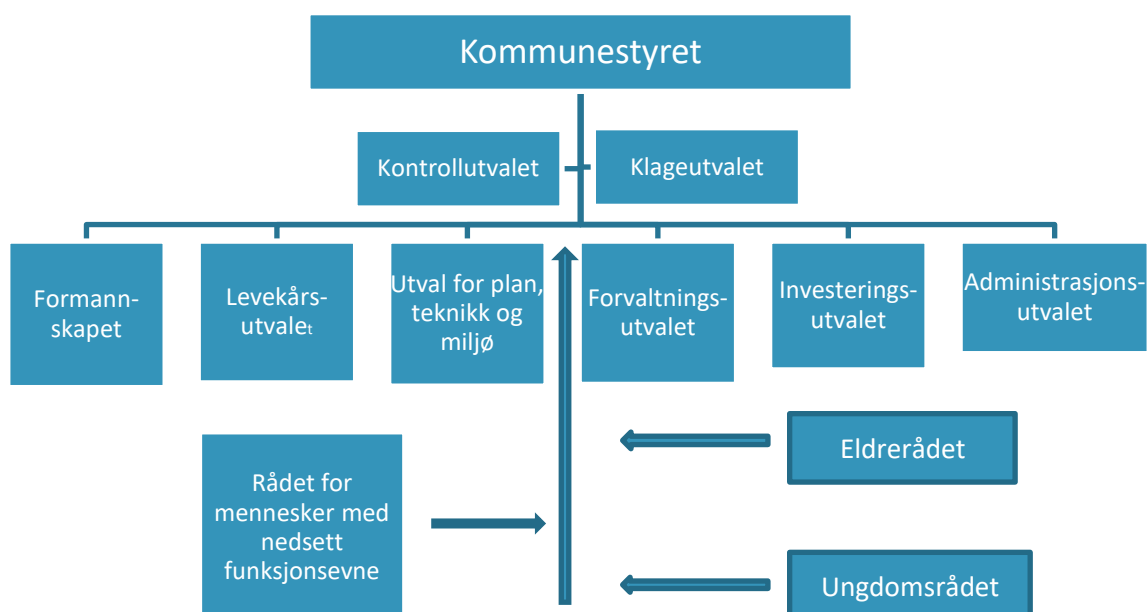 Kommunestyret
Kontrollutvalet
Klageutvalet
Formann-
skapet
Levekårs-
utvalet
Utval for plan,
teknikk og
miljø
Forvaltnings-
utvalet
Investerings-
utvalet
Administrasjons-
utvalet
Eldrerådet
Rådet for
mennesker med
nedsett
funksjonsevne
Ungdomsrådet